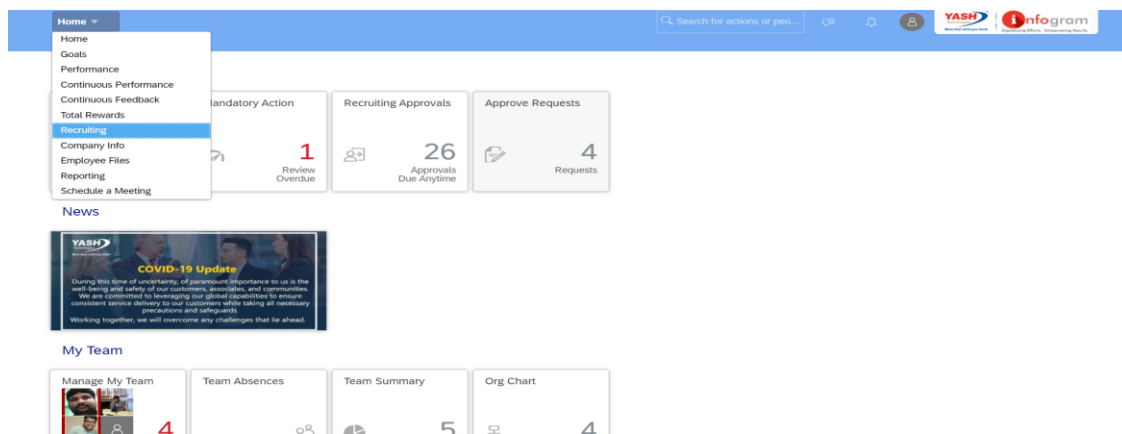 Home
Search for actions or peo...
YASH
More than what you think.
infogram
Home
Goals
Performance
Continuous Performance
Continuous Feedback
Total Rewards
Recruiting
Company Info
Employee Files
Reporting
Schedule a Meeting
andatory Action
1
Review
Overdue
Recruiting Approvals
26
Approvals
Due Anytime
Approve Requests
4
Requests
News
YASH
COVID-19 Update
During this time of uncertainty, of paramount importance to us is the
well-being and safety of our customers, associates, and communities.
We are committed to leveraging our global capabilities to ensure
consistent service delivery to our customers while taking all necessary
precautions and safeguards.
Working together, we will overcome any challenges that lie ahead.
My Team
Manage My Team
4
Team Absences
Team Summary
5
Org Chart
4